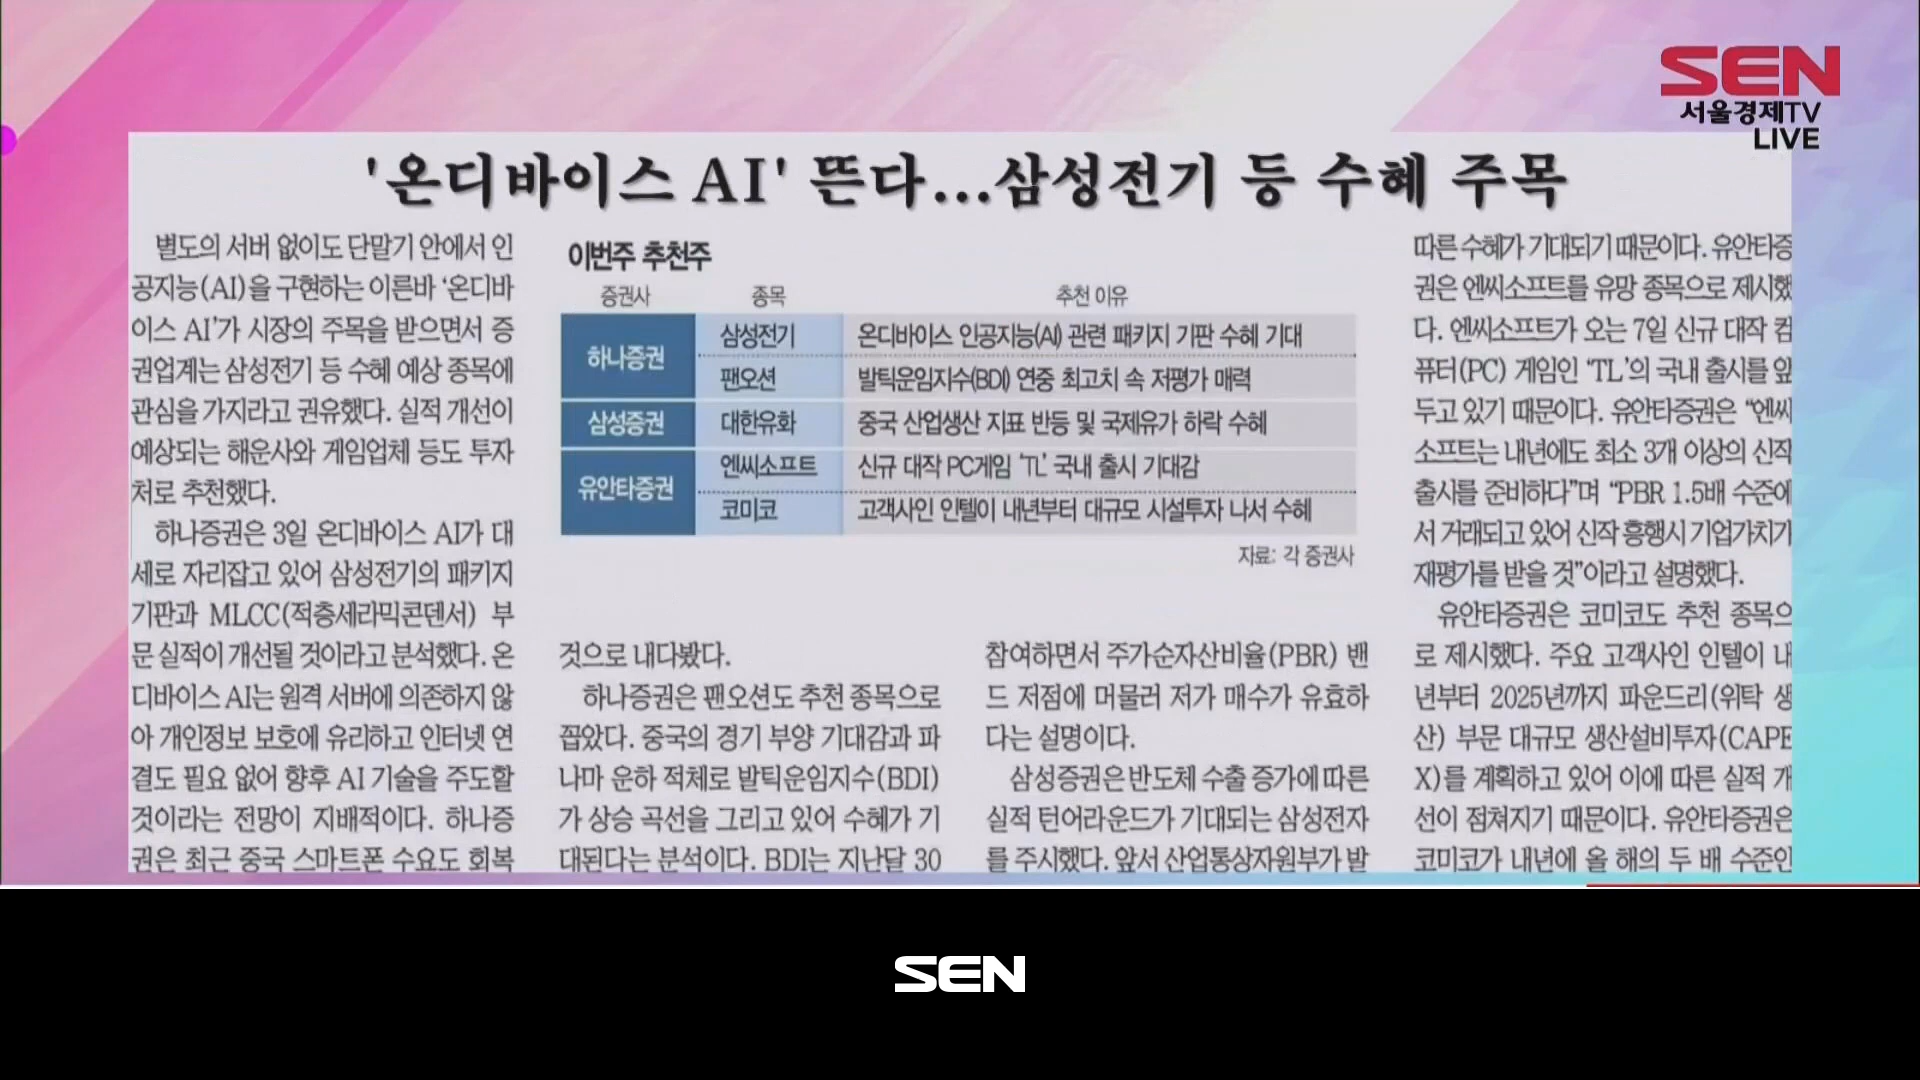 SEN
서울경제TV
LIVE
'온디바이스 AI' 뜬다...삼성전기 등 수혜 주목
별도의 서버 없이도 단말기 안에서 인
공지능(AI)을 구현하는 이른바 ‘온디바
이스 AI’가 시장의 주목을 받으면서 증
권업계는 삼성전기 등 수혜 예상 종목에
관심을 가지라고 권유했다. 실적 개선이
예상되는 해운사와 게임업체 등도 투자
처로 추천했다.
하나증권은 3일 온디바이스 AI가 대
세로 자리잡고 있어 삼성전기의 패키지
기판과 MLCC(적층세라믹콘덴서) 부
문 실적이 개선될 것이라고 분석했다. 온
디바이스 AI는 원격 서버에 의존하지 않
아 개인정보 보호에 유리하고 인터넷 연
결도 필요 없어 향후 AI 기술을 주도할
것이라는 전망이 지배적이다. 하나증
권은 최근 중국 스마트폰 수요도 회복
이번주 추천주
증권사 종목 추천 이유
하나증권 삼성전기 온디바이스 인공지능(AI) 관련 패키지 기판 수혜 기대
팬오션 발틱운임지수(BDI) 연중 최고치 속 저평가 매력
삼성증권 대한유화 중국 산업생산 지표 반등 및 국제유가 하락 수혜
유안타증권 엔씨소프트 신규 대작 PC게임 ‘TL’ 국내 출시 기대감
코미코 고객사인 인텔이 내년부터 대규모 시설투자 나서 수혜
자료: 각 증권사
것으로 내다봤다.
하나증권은 팬오션도 추천 종목으로
꼽았다. 중국의 경기 부양 기대감과 파
나마 운하 적체로 발틱운임지수(BDI)
가 상승 곡선을 그리고 있어 수혜가 기
대된다는 분석이다. BDI는 지난달 30
참여하면서 주가순자산비율(PBR) 밴
드 저점에 머물러 저가 매수가 유효하
다는 설명이다.
삼성증권은 반도체 수출 증가에 따른
실적 턴어라운드가 기대되는 삼성전자
를 주시했다. 앞서 산업통상자원부가 발
따른 수혜가 기대되기 때문이다. 유안타증
권은 엔씨소프트를 유망 종목으로 제시했
다. 엔씨소프트가 오는 7일 신규 대작 컴
퓨터(PC) 게임인 ‘TL’의 국내 출시를 앞
두고 있기 때문이다. 유안타증권은 “엔씨
소프트는 내년에도 최소 3개 이상의 신작
출시를 준비하다”며 “PBR 1.5배 수준에
서 거래되고 있어 신작 흥행시 기업가치가
재평가를 받을 것”이라고 설명했다.
유안타증권은 코미코도 추천 종목으
로 제시했다. 주요 고객사인 인텔이 내
년부터 2025년까지 파운드리(위탁 생
산) 부문 대규모 생산설비투자(CAPE
X)를 계획하고 있어 이에 따른 실적 개
선이 점쳐지기 때문이다. 유안타증권은
코미코가 내년에 올 해의 두 배 수준인
SEN